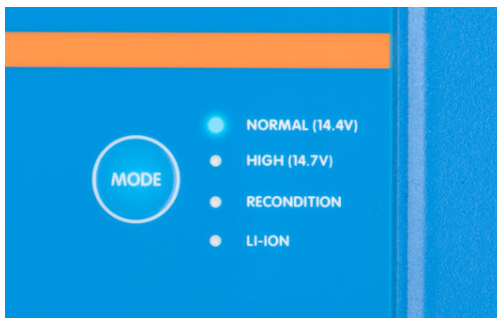 MODE
NORMAL (14.4V)
HIGH (14.7V)
RECONDITION
LI-ION